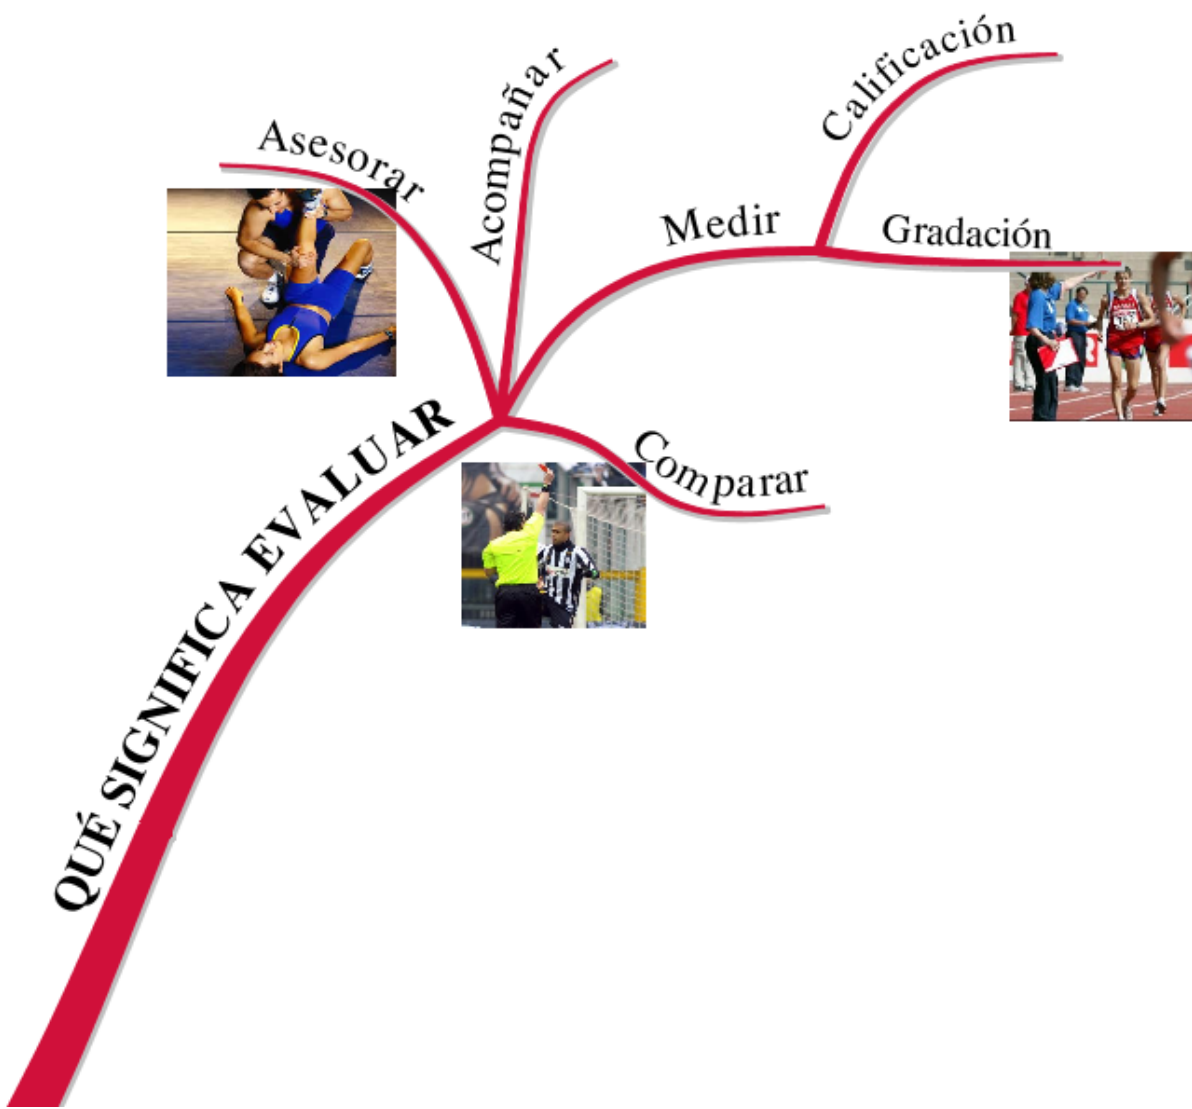 QUÉ SIGNIFICA EVALUAR
Asesorar
Acompañar
Medir
Calificación
Gradación
Comparar